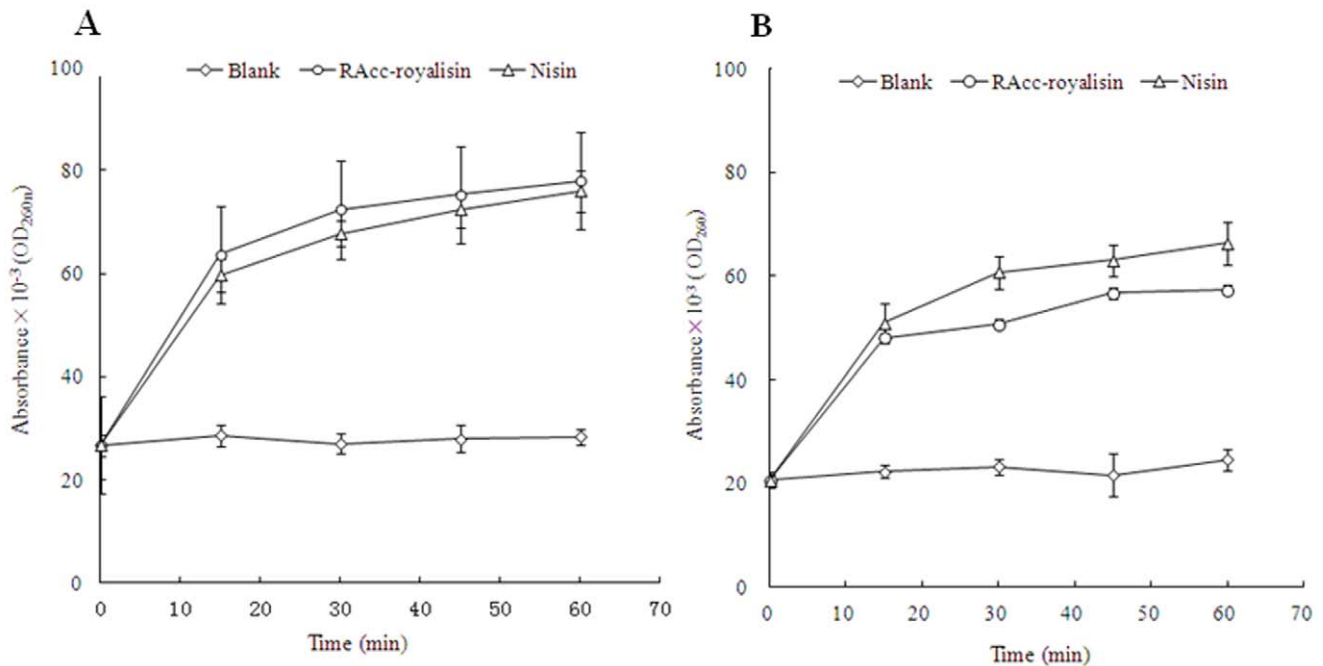 A
Blank RAcc-royalisin Nisin
100
80
60
40
20
0
0 10 20 30 40 50 60 70
Time (min)
Absorbance × 10⁻³ (OD₂₆₀ₙ)
B
Blank RAcc-royalisin Nisin
100
80
60
40
20
0
0 10 20 30 40 50 60 70
Time (min)
Absorbance × 10⁻³ ( OD₂₆₀)